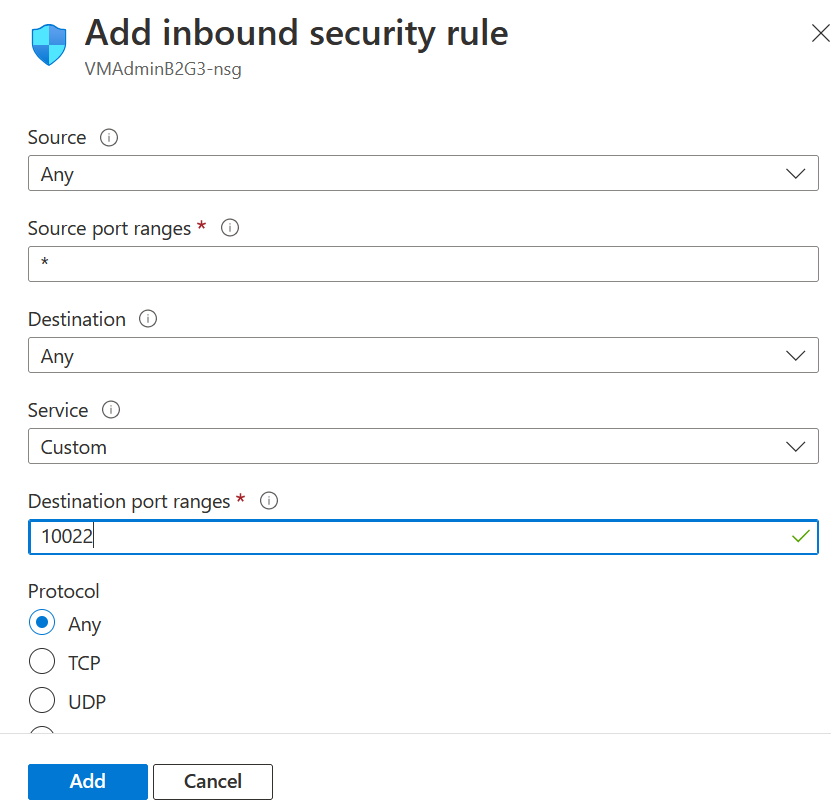 Add inbound security rule
VMAdminB2G3-nsg
Source
Any
Source port ranges *
*
Destination
Any
Service
Custom
Destination port ranges *
10022
Protocol
Any
TCP
UDP
Add Cancel